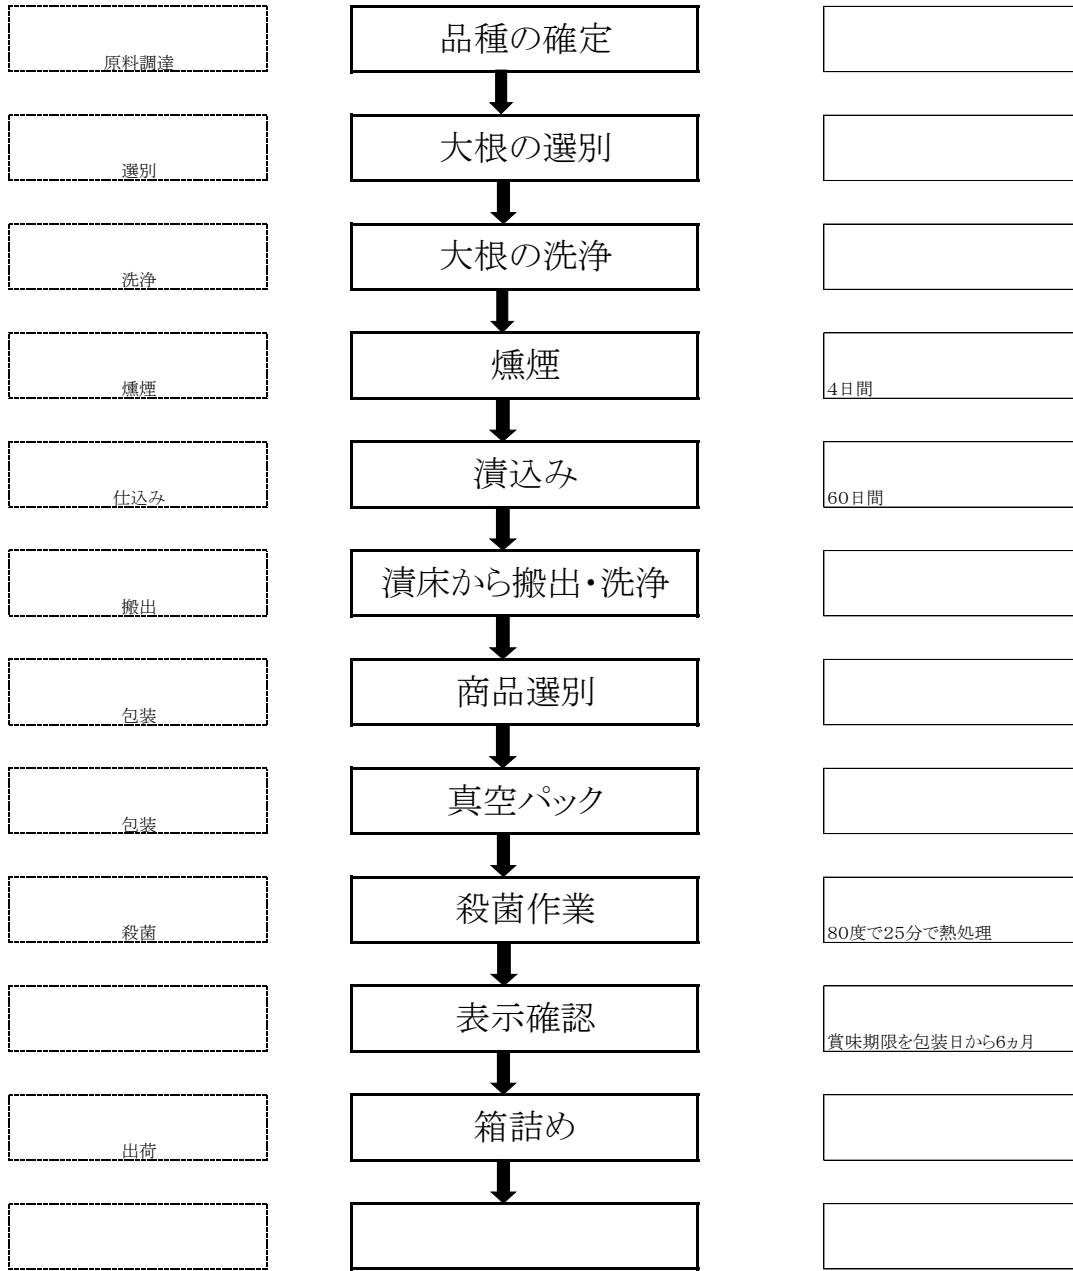 原料調達
品種の確定
選別
大根の選別
洗浄
大根の洗浄
燻煙
燻煙
4日間
仕込み
漬込み
60日間
搬出
漬床から搬出・洗浄
包装
商品選別
包装
真空パック
殺菌
殺菌作業
80度で25分で熱処理
表示確認
賞味期限を包装日から6ヵ月
出荷
箱詰め